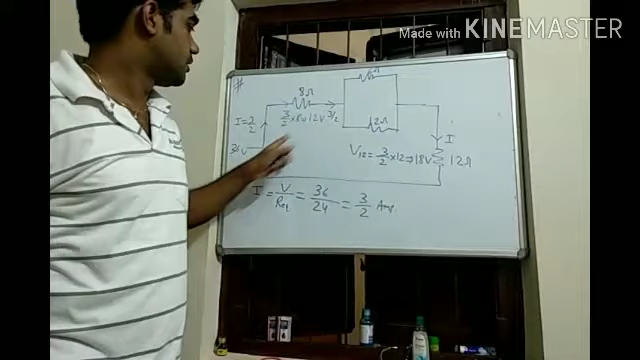 Made with KINEMASTER
#
8Ω
I = 3/2
3/2 × 8 = 12V
3/2
2Ω
I
36V
V₁₂ = 3/2 × 12 ⇒ 18V
12Ω
I = V/Req = 36/24 = 3/2 Amp.